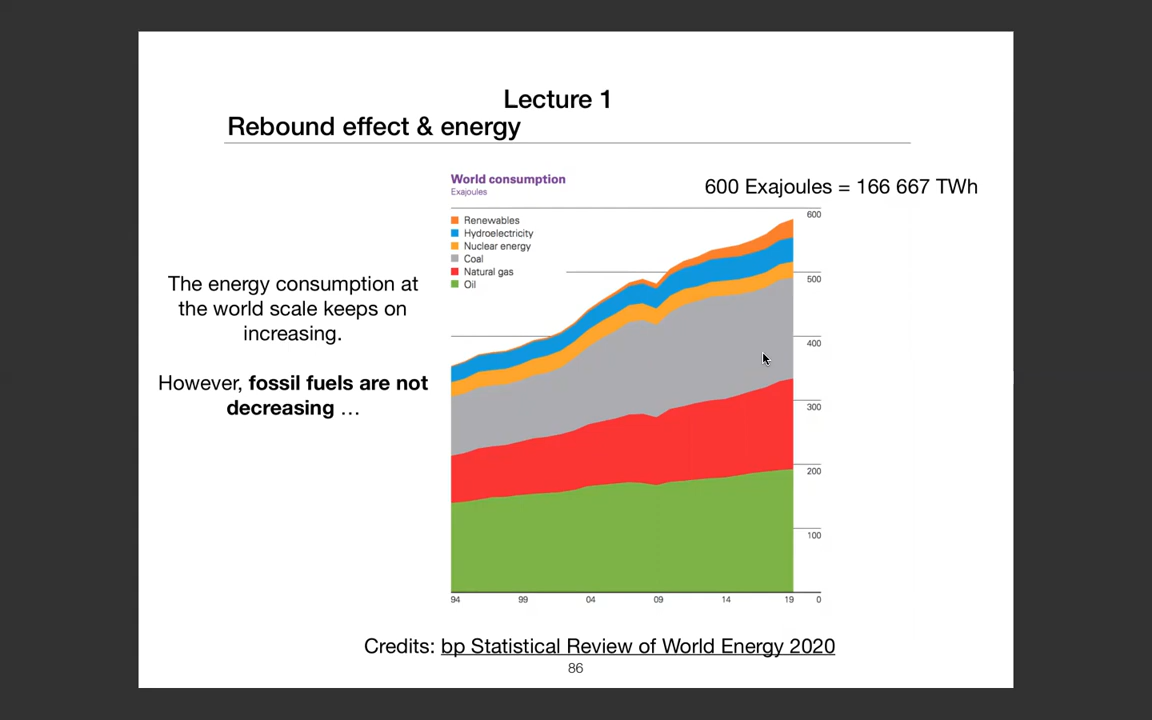 Lecture 1
Rebound effect & energy
World consumption
Exajoules
600 Exajoules = 166 667 TWh
Renewables
Hydroelectricity
Nuclear energy
Coal
Natural gas
Oil
600
500
400
300
200
100
0
94
99
04
09
14
19
The energy consumption at
the world scale keeps on
increasing.
However, fossil fuels are not
decreasing …
Credits: bp Statistical Review of World Energy 2020
86